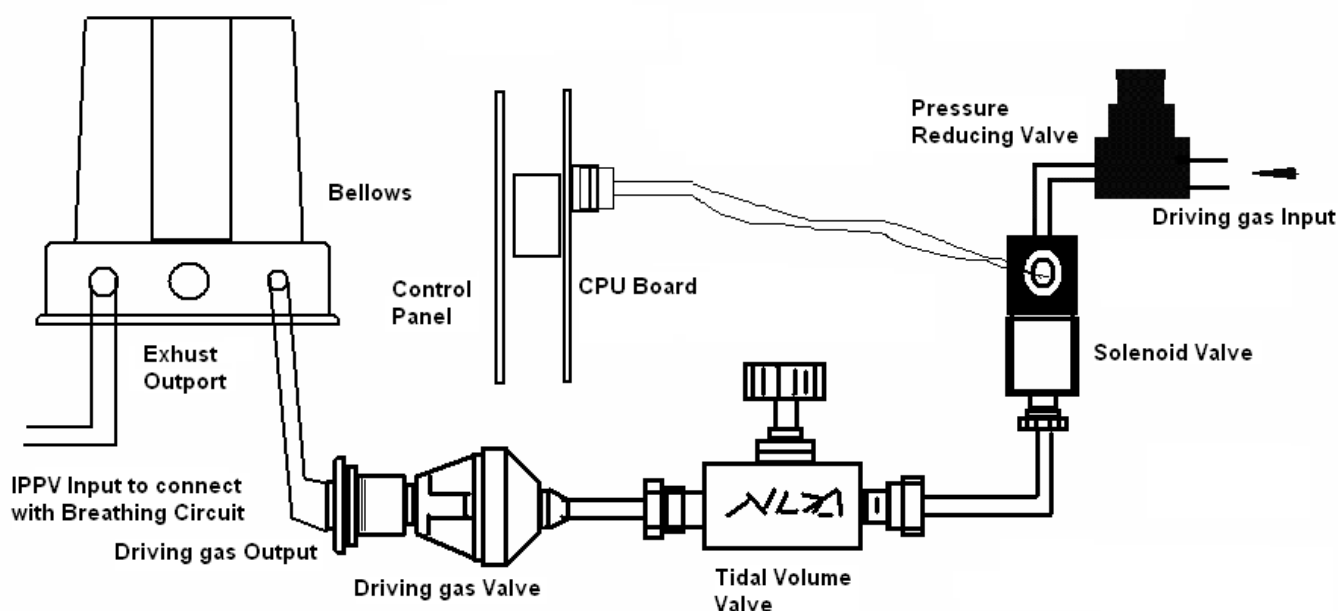 Pressure
Reducing Valve
Driving gas Input
Bellows
Control
Panel
CPU Board
Solenoid Valve
Exhust
Outport
IPPV Input to connect
with Breathing Circuit
Driving gas Output
Driving gas Valve
Tidal Volume
Valve